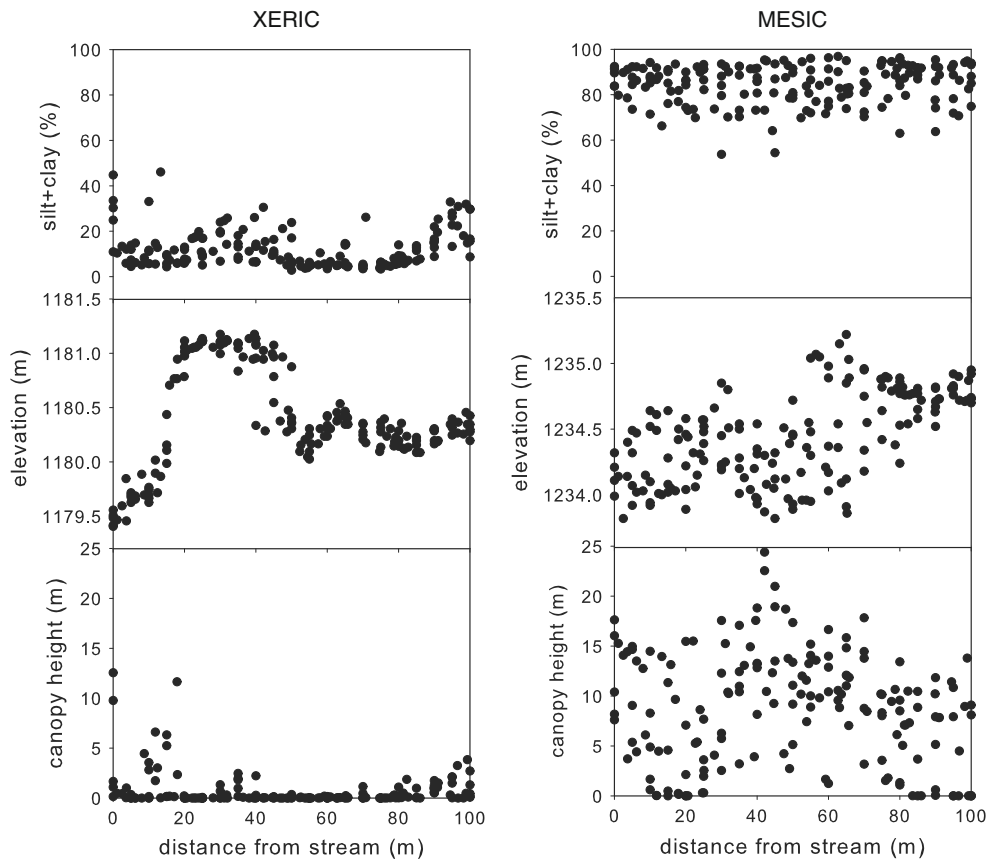 XERIC
MESIC
silt+clay (%)
100
80
60
40
20
0
elevation (m)
1181.5
1181.0
1180.5
1180.0
1179.5
canopy height (m)
25
20
15
10
5
0
0 20 40 60 80 100
distance from stream (m)
silt+clay (%)
100
80
60
40
20
0
elevation (m)
1235.5
1235.0
1234.5
1234.0
canopy height (m)
25
20
15
10
5
0
0 20 40 60 80 100
distance from stream (m)